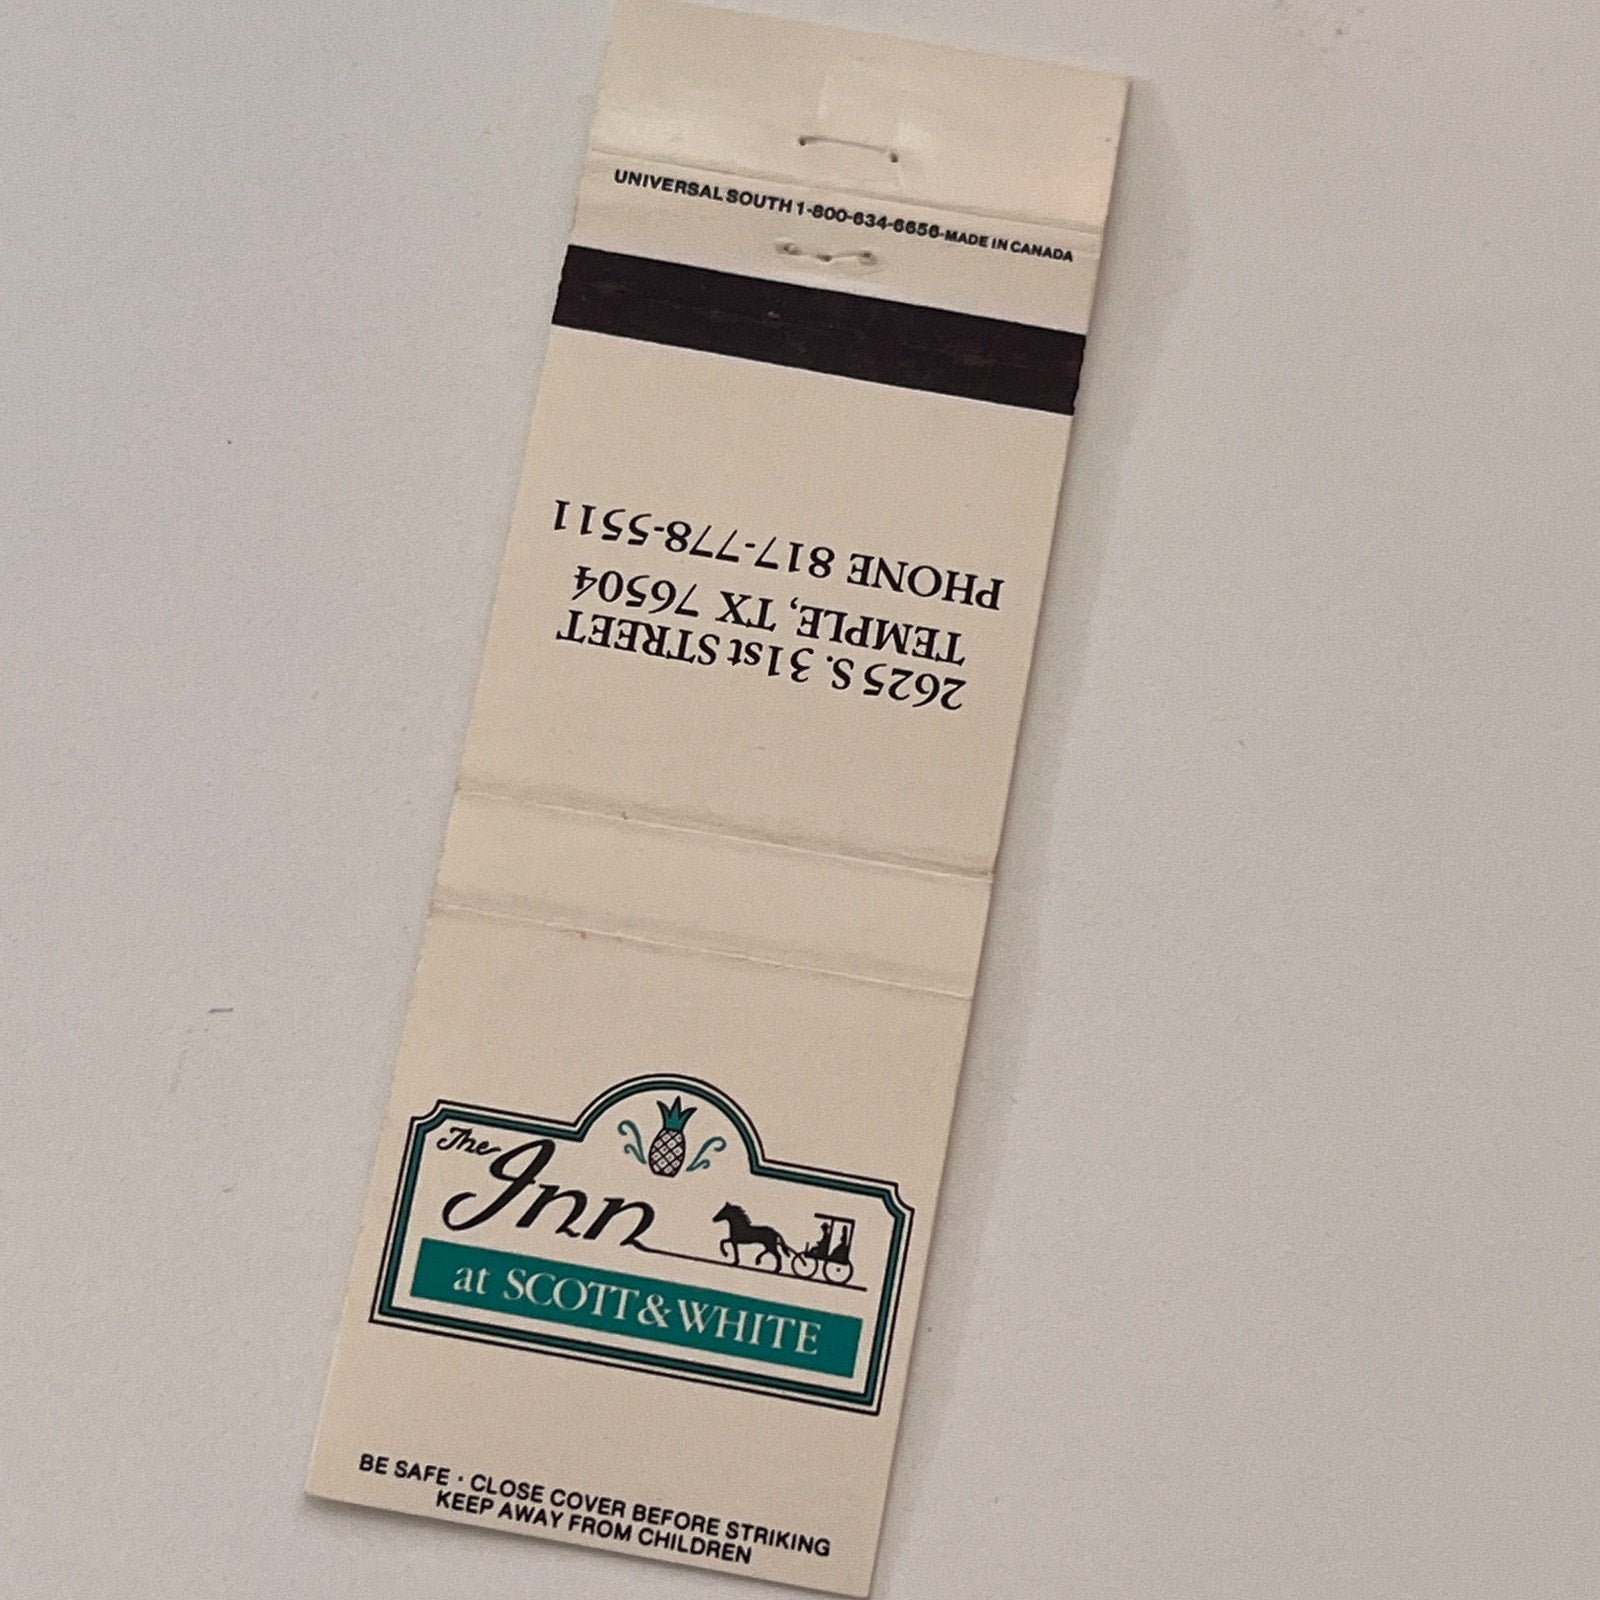 UNIVERSAL SOUTH 1-800-634-6656-MADE IN CANADA
2625 S. 31st STREET
TEMPLE, TX 76504
PHONE 817-778-5511
The Inn
at SCOTT & WHITE
BE SAFE · CLOSE COVER BEFORE STRIKING
KEEP AWAY FROM CHILDREN